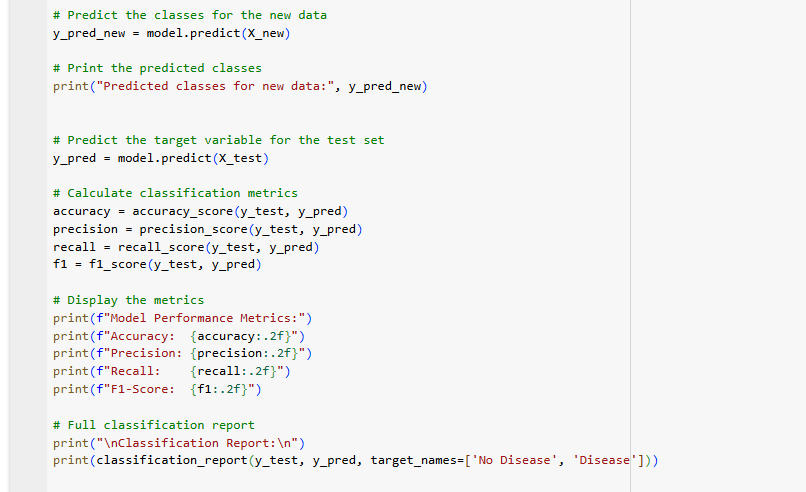 # Predict the classes for the new data
y_pred_new = model.predict(X_new)
# Print the predicted classes
print("Predicted classes for new data:", y_pred_new)
# Predict the target variable for the test set
y_pred = model.predict(X_test)
# Calculate classification metrics
accuracy = accuracy_score(y_test, y_pred)
precision = precision_score(y_test, y_pred)
recall = recall_score(y_test, y_pred)
f1 = f1_score(y_test, y_pred)
# Display the metrics
print(f"Model Performance Metrics:")
print(f"Accuracy:  {accuracy:.2f}")
print(f"Precision: {precision:.2f}")
print(f"Recall:    {recall:.2f}")
print(f"F1-Score:  {f1:.2f}")
# Full classification report
print("\nClassification Report:\n")
print(classification_report(y_test, y_pred, target_names=['No Disease', 'Disease']))